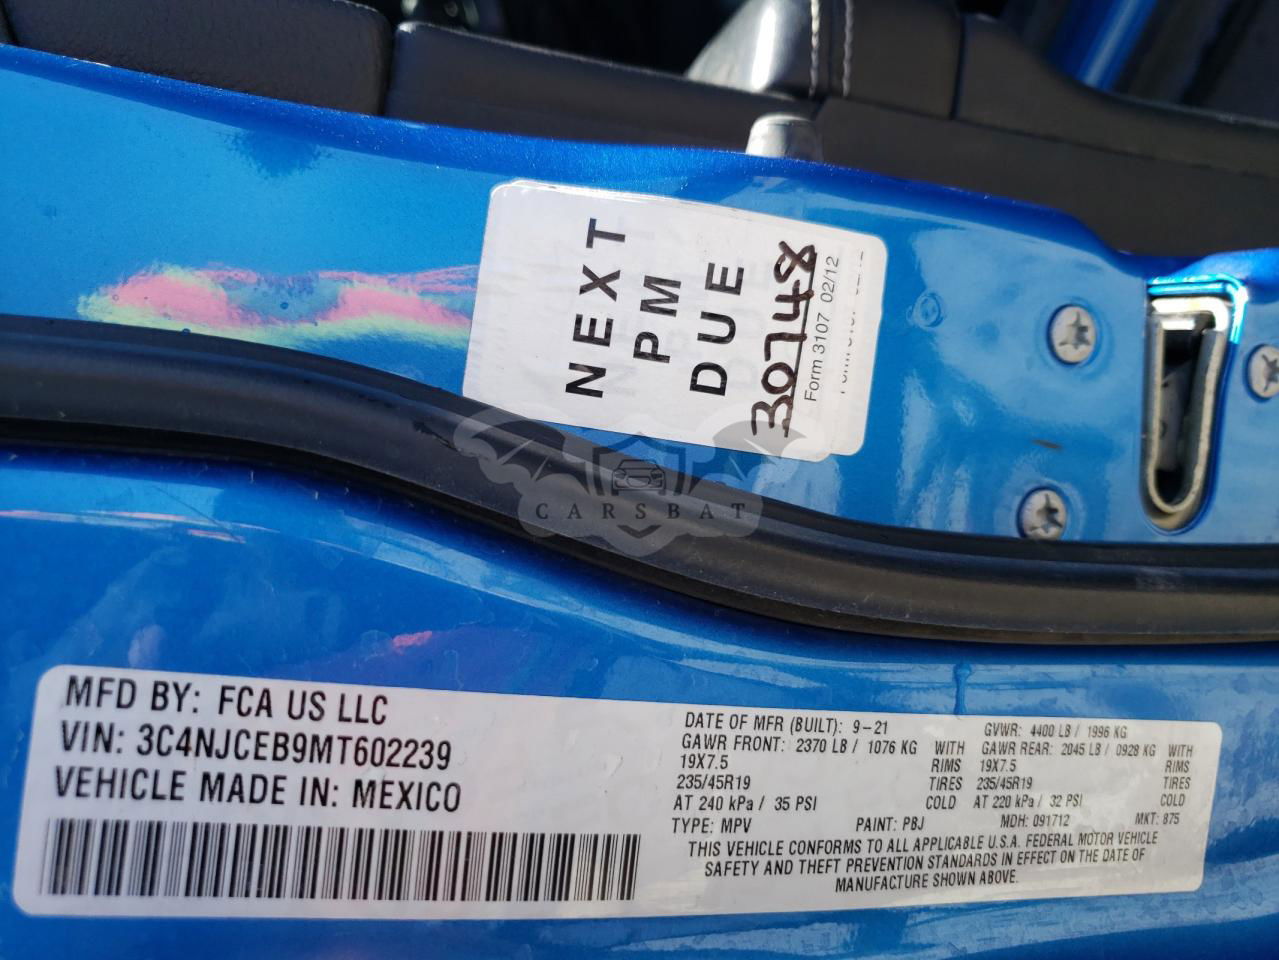 NEXT
PM
DUE
30748
Form 3107 02/12
CARSBAT
MFD BY: FCA US LLC
VIN: 3C4NJCEB9MT602239
VEHICLE MADE IN: MEXICO
DATE OF MFR (BUILT): 9-21 GVWR: 4400 LB / 1996 KG
GAWR FRONT: 2370 LB / 1076 KG WITH GAWR REAR: 2045 LB / 0928 KG WITH
19X7.5 RIMS 19X7.5 RIMS
235/45R19 TIRES 235/45R19 TIRES
AT 240 kPa / 35 PSI COLD AT 220 kPa / 32 PSI COLD
TYPE: MPV PAINT: PBJ MDH: 091712 MKT: 875
THIS VEHICLE CONFORMS TO ALL APPLICABLE U.S.A. FEDERAL MOTOR VEHICLE
SAFETY AND THEFT PREVENTION STANDARDS IN EFFECT ON THE DATE OF
MANUFACTURE SHOWN ABOVE.